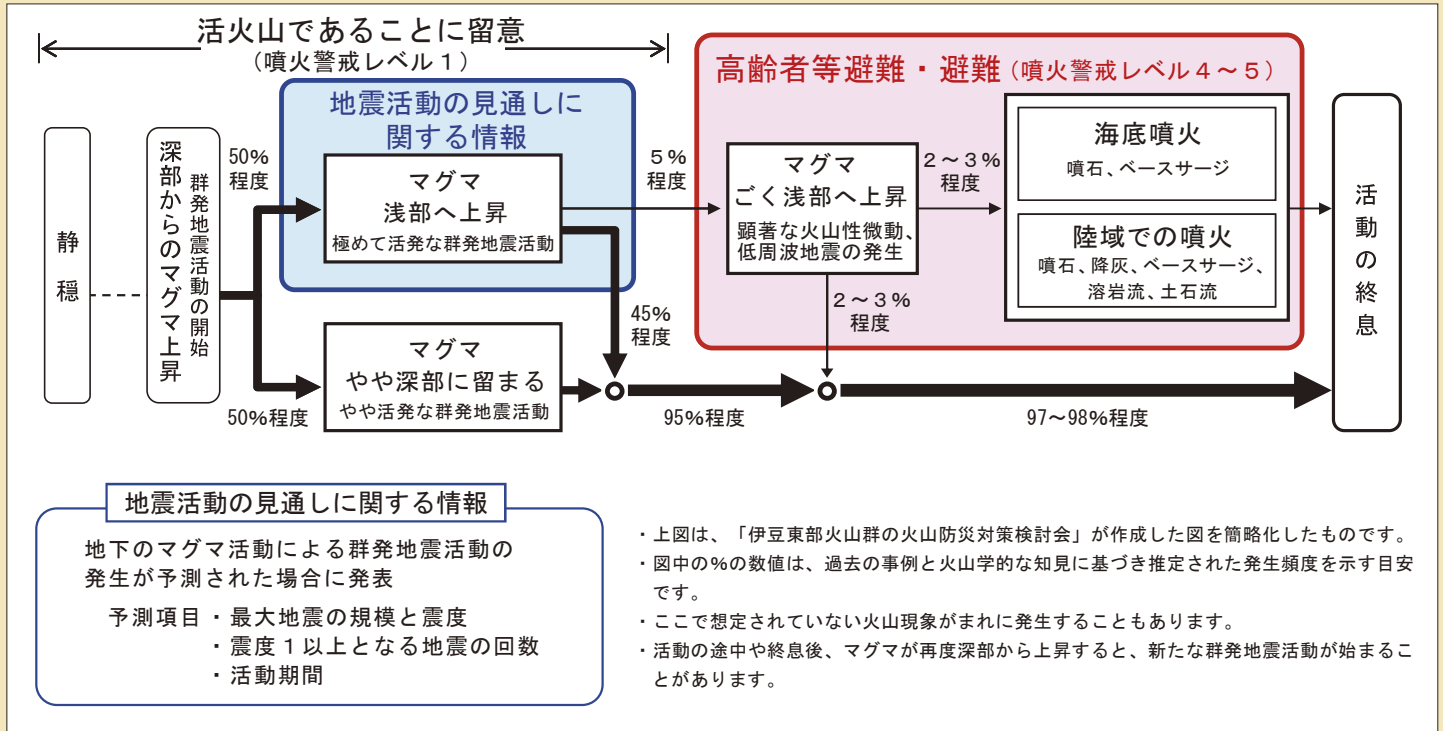 活火山であることに留意
（噴火警戒レベル１）
高齢者等避難・避難（噴火警戒レベル４～５）
地震活動の見通しに
関する情報
静穏
深部からのマグマ上昇
群発地震活動の開始
50%
程度
マグマ
浅部へ上昇
極めて活発な群発地震活動
５%
程度
マグマ
ごく浅部へ上昇
顕著な火山性微動、
低周波地震の発生
２～３%
程度
海底噴火
噴石、ベースサージ
陸域での噴火
噴石、降灰、ベースサージ、
溶岩流、土石流
活動の終息
45%
程度
２～３%
程度
50%程度
マグマ
やや深部に留まる
やや活発な群発地震活動
95%程度
97～98%程度
地震活動の見通しに関する情報
地下のマグマ活動による群発地震活動の
発生が予測された場合に発表
予測項目・最大地震の規模と震度
・震度１以上となる地震の回数
・活動期間
・上図は、「伊豆東部火山群の火山防災対策検討会」が作成した図を簡略化したものです。
・図中の%の数値は、過去の事例と火山学的な知見に基づき推定された発生頻度を示す目安
です。
・ここで想定されていない火山現象がまれに発生することもあります。
・活動の途中や終息後、マグマが再度深部から上昇すると、新たな群発地震活動が始まるこ
とがあります。